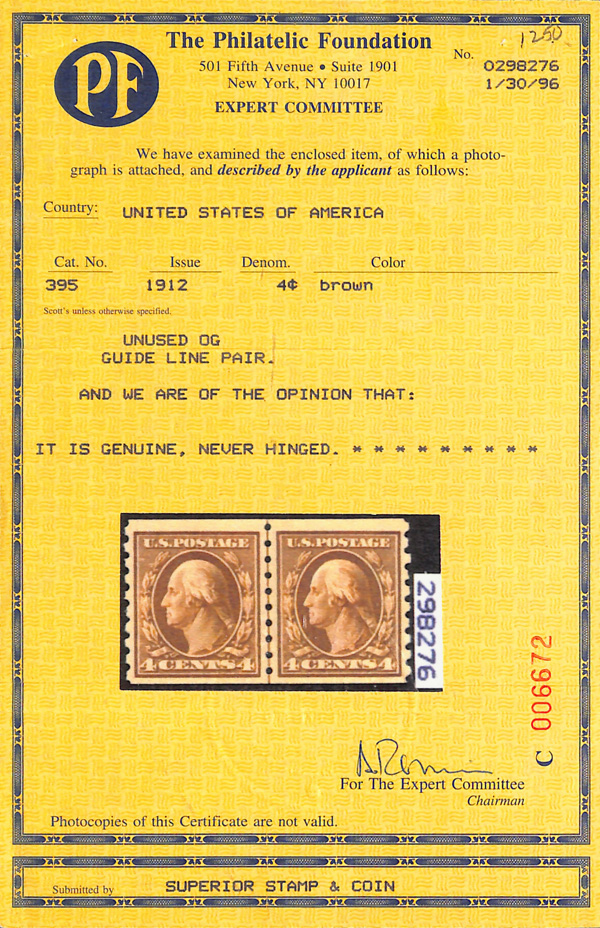 PF
The Philatelic Foundation
501 Fifth Avenue • Suite 1901
New York, NY 10017
EXPERT COMMITTEE
1250
No. 0298276
1/30/96
We have examined the enclosed item, of which a photo-
graph is attached, and described by the applicant as follows:
Country: UNITED STATES OF AMERICA
Cat. No. Issue Denom. Color
395 1912 4¢ brown
Scott's unless otherwise specified.
UNUSED OG
GUIDE LINE PAIR.
AND WE ARE OF THE OPINION THAT:
IT IS GENUINE, NEVER HINGED. * * * * * * * * *
U.S. POSTAGE U.S. POSTAGE
4 CENTS 4 4 CENTS 4
298276
C 006672
For The Expert Committee
Chairman
Photocopies of this Certificate are not valid.
Submitted by SUPERIOR STAMP & COIN